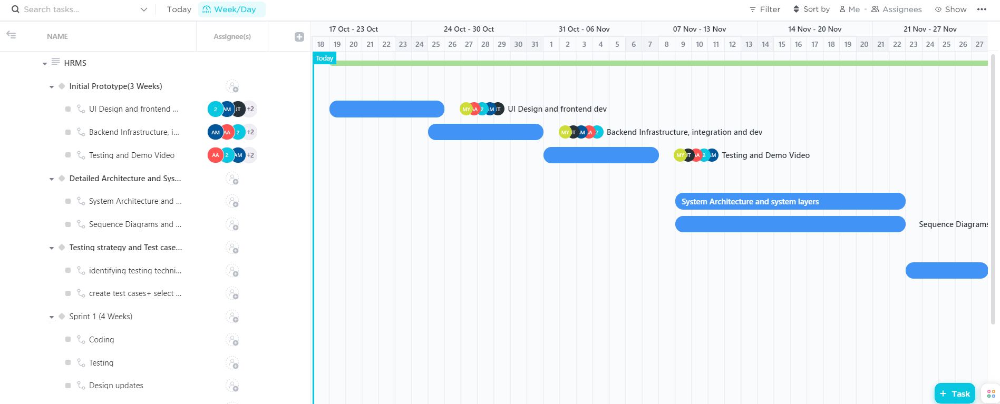 Search tasks... Today Week/Day Filter Sort by Me Assignees Show
NAME Assignee(s) 17 Oct - 23 Oct 24 Oct - 30 Oct 31 Oct - 06 Nov 07 Nov - 13 Nov 14 Nov - 20 Nov 21 Nov - 27 Nov
18 19 20 21 22 23 24 25 26 27 28 29 30 31 1 2 3 4 5 6 7 8 9 10 11 12 13 14 15 16 17 18 19 20 21 22 23 24 25 26 27
Today
HRMS
Initial Prototype(3 Weeks)
UI Design and frontend ... 2 AM JT +2 MY AA 2 AM JT UI Design and frontend dev
Backend Infrastructure, i... AM AA 2 +2 MY JT AM AA 2 Backend Infrastructure, integration and dev
Testing and Demo Video AA 2 AM +2 MY JT AA 2 AM Testing and Demo Video
Detailed Architecture and Sys...
System Architecture and ... System Architecture and system layers
Sequence Diagrams and ... Sequence Diagrams
Testing strategy and Test case...
identifying testing techni...
create test cases+ select ...
Sprint 1 (4 Weeks)
Coding
Testing
Design updates
+ Task